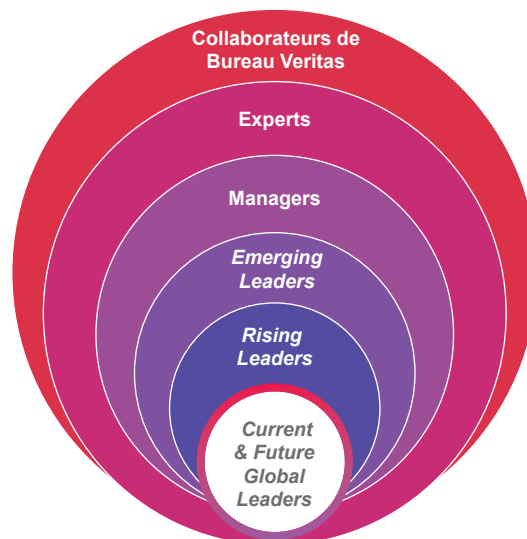 Collaborateurs de
Bureau Veritas
Experts
Managers
Emerging
Leaders
Rising
Leaders
Current
& Future
Global
Leaders